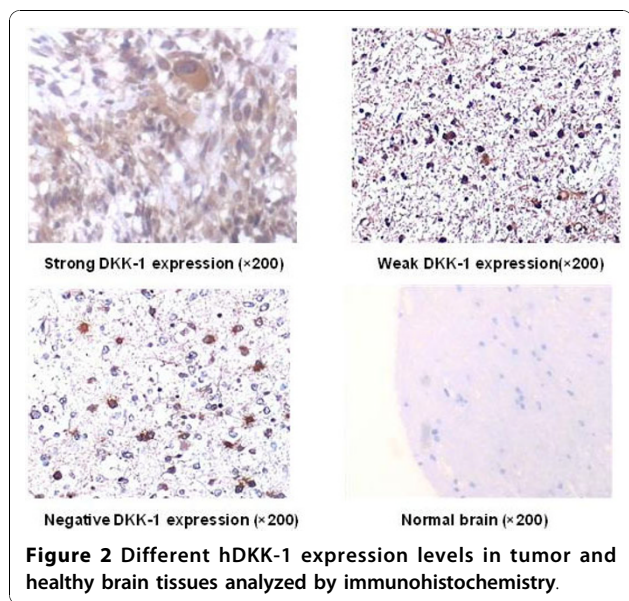 Strong DKK-1 expression (×200)
Weak DKK-1 expression(×200)
Negative DKK-1 expression (×200)
Normal brain (×200)
Figure 2 Different hDKK-1 expression levels in tumor and
healthy brain tissues analyzed by immunohistochemistry.